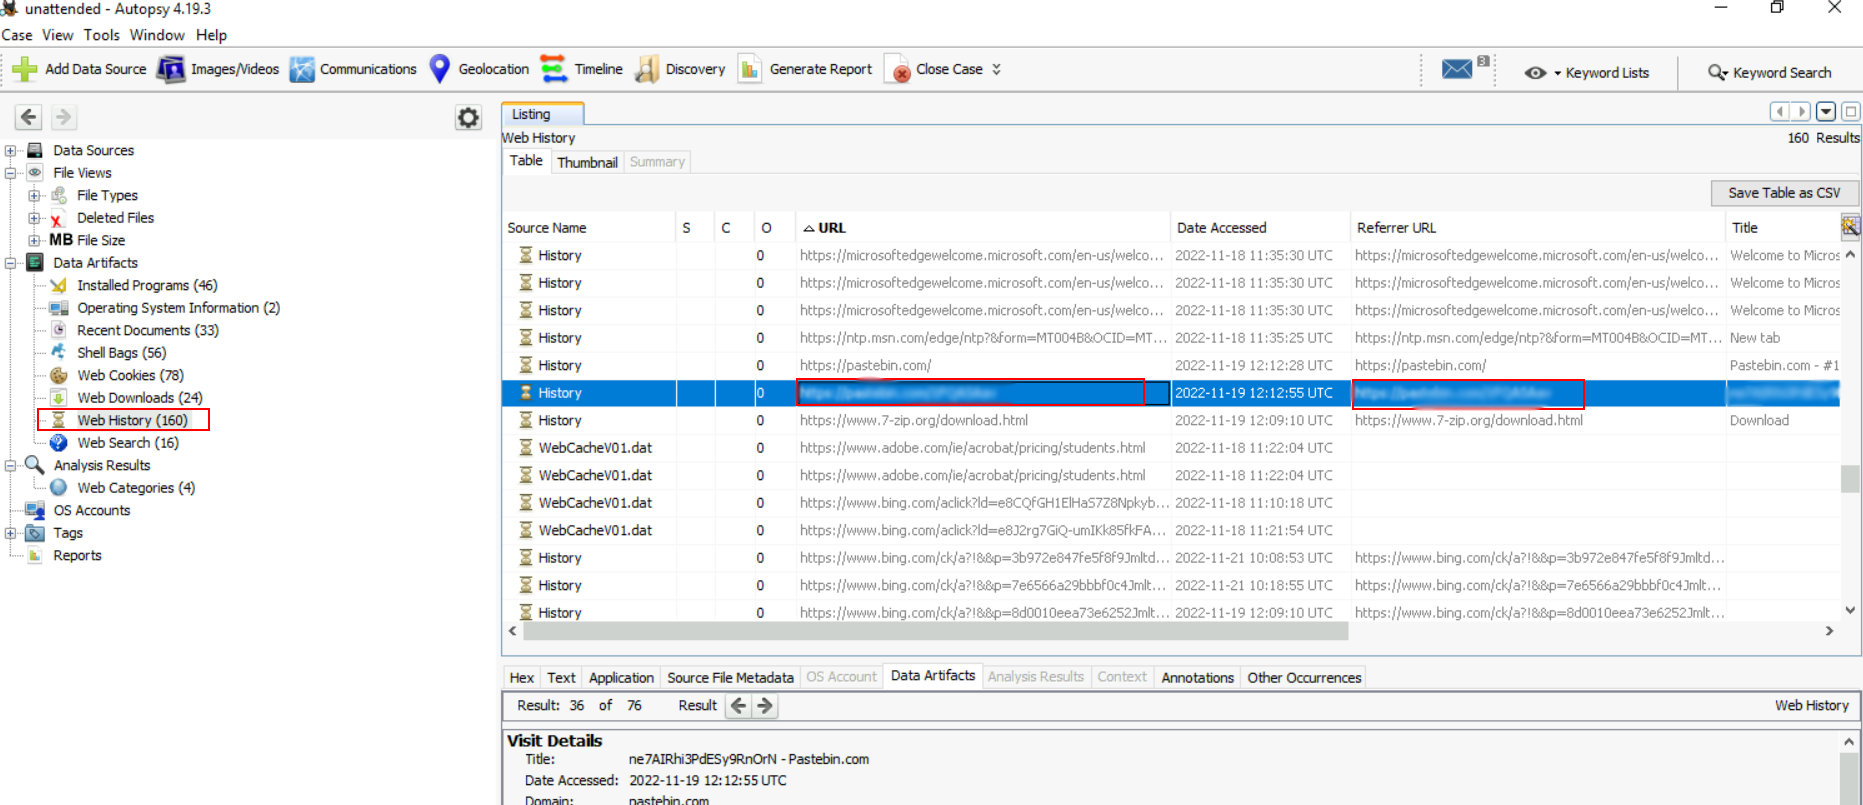 unattended - Autopsy 4.19.3
Case View Tools Window Help
Add Data Source Images/Videos Communications Geolocation Timeline Discovery Generate Report Close Case 3 Keyword Lists Keyword Search
Listing
Web History 160 Results
Table Thumbnail Summary
Save Table as CSV
Data Sources
File Views
File Types
Deleted Files
MB File Size
Data Artifacts
Installed Programs (46)
Operating System Information (2)
Recent Documents (33)
Shell Bags (56)
Web Cookies (78)
Web Downloads (24)
Web History (160)
Web Search (16)
Analysis Results
Web Categories (4)
OS Accounts
Tags
Reports
Source Name S C O URL Date Accessed Referrer URL Title
History 0 https://microsoftedgewelcome.microsoft.com/en-us/welco... 2022-11-18 11:35:30 UTC https://microsoftedgewelcome.microsoft.com/en-us/welco... Welcome to Micros
History 0 https://microsoftedgewelcome.microsoft.com/en-us/welco... 2022-11-18 11:35:30 UTC https://microsoftedgewelcome.microsoft.com/en-us/welco... Welcome to Micros
History 0 https://microsoftedgewelcome.microsoft.com/en-us/welco... 2022-11-18 11:35:30 UTC https://microsoftedgewelcome.microsoft.com/en-us/welco... Welcome to Micros
History 0 https://ntp.msn.com/edge/ntp?&form=MT004B&OCID=MT... 2022-11-18 11:35:25 UTC https://ntp.msn.com/edge/ntp?&form=MT004B&OCID=MT... New tab
History 0 https://pastebin.com/ 2022-11-19 12:12:28 UTC https://pastebin.com/ Pastebin.com - #1
History 0 2022-11-19 12:12:55 UTC
History 0 https://www.7-zip.org/download.html 2022-11-19 12:09:10 UTC https://www.7-zip.org/download.html Download
WebCacheV01.dat 0 https://www.adobe.com/ie/acrobat/pricing/students.html 2022-11-18 11:22:04 UTC
WebCacheV01.dat 0 https://www.adobe.com/ie/acrobat/pricing/students.html 2022-11-18 11:22:04 UTC
WebCacheV01.dat 0 https://www.bing.com/aclick?ld=e8CQfGH1ElHaS7Z8Npkyb... 2022-11-18 11:10:18 UTC
WebCacheV01.dat 0 https://www.bing.com/aclick?ld=e8J2rg7GiQ-umIKk85fkFA... 2022-11-18 11:21:54 UTC
History 0 https://www.bing.com/ck/a?!&&p=3b972e847fe5f8f9Jmltd... 2022-11-21 10:08:53 UTC https://www.bing.com/ck/a?!&&p=3b972e847fe5f8f9Jmltd...
History 0 https://www.bing.com/ck/a?!&&p=7e6566a29bbbf0c4Jmlt... 2022-11-21 10:18:55 UTC https://www.bing.com/ck/a?!&&p=7e6566a29bbbf0c4Jmlt...
History 0 https://www.bing.com/ck/a?!&&p=8d0010eea73e6252Jmlt... 2022-11-19 12:09:10 UTC https://www.bing.com/ck/a?!&&p=8d0010eea73e6252Jmlt...
Hex Text Application Source File Metadata OS Account Data Artifacts Analysis Results Context Annotations Other Occurrences
Result: 36 of 76 Result Web History
Visit Details
Title: ne7AIRhi3PdESy9RnOrN - Pastebin.com
Date Accessed: 2022-11-19 12:12:55 UTC
Domain: pastebin.com